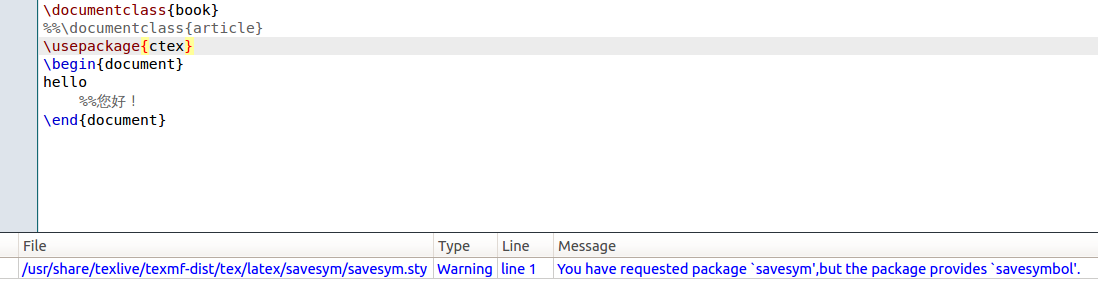 \documentclass{book}
%%\documentclass{article}
\usepackage{ctex}
\begin{document}
hello
%%您好！
\end{document}
File Type Line Message
/usr/share/texlive/texmf-dist/tex/latex/savesym/savesym.sty Warning line 1 You have requested package `savesym',but the package provides `savesymbol'.